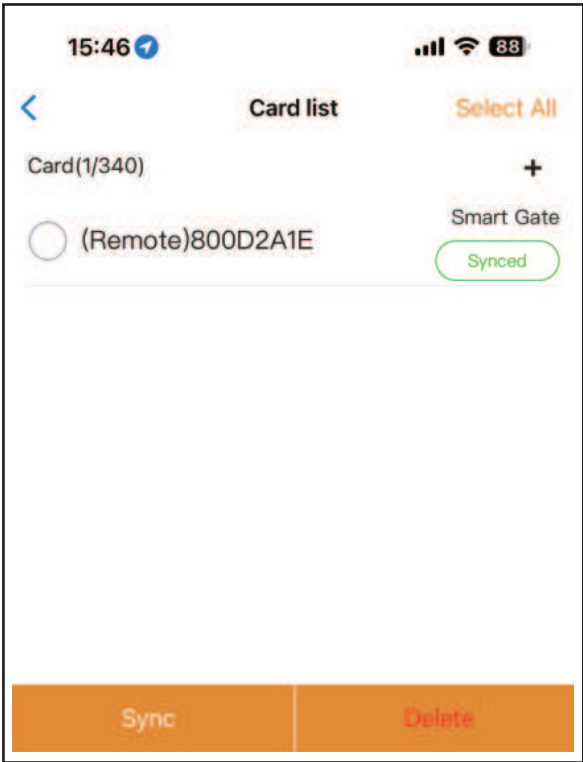 15:46 88
Card list Select All
Card(1/340) +
Smart Gate
(Remote)800D2A1E
Synced
Sync Delete